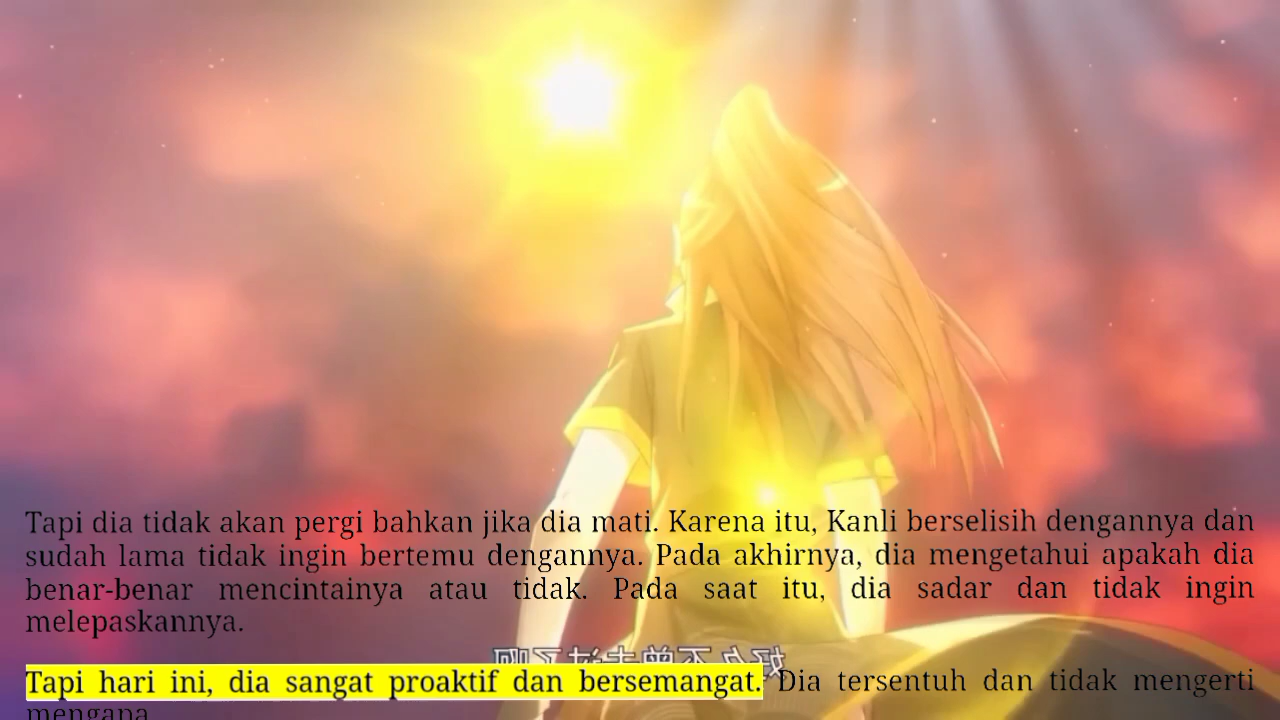 Tapi dia tidak akan pergi bahkan jika dia mati. Karena itu, Kanli berselisih dengannya dan
sudah lama tidak ingin bertemu dengannya. Pada akhirnya, dia mengetahui apakah dia
benar-benar mencintainya atau tidak. Pada saat itu, dia sadar dan tidak ingin
melepaskannya.
Tapi hari ini, dia sangat proaktif dan bersemangat. Dia tersentuh dan tidak mengerti
mengapa